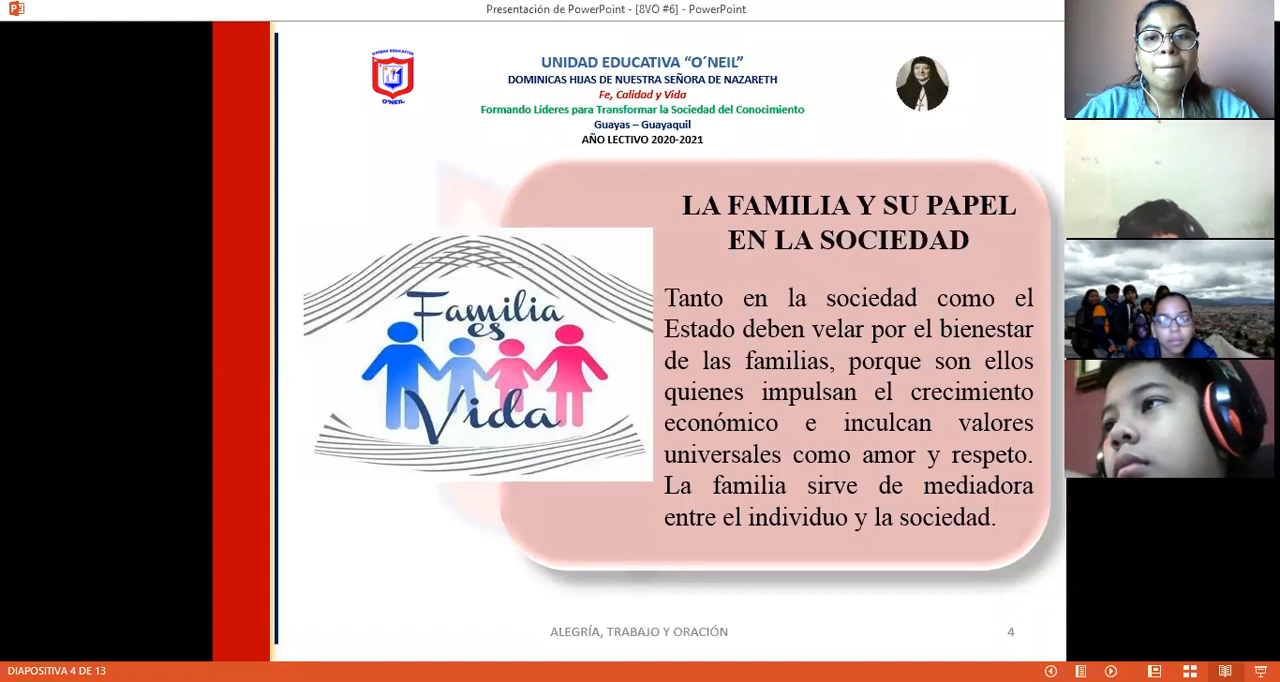 Presentación de PowerPoint - [8VO #6] - PowerPoint
UNIDAD EDUCATIVA
O´NEIL
UNIDAD EDUCATIVA “O´NEIL”
DOMINICAS HIJAS DE NUESTRA SEÑORA DE NAZARETH
Fe, Calidad y Vida
Formando Líderes para Transformar la Sociedad del Conocimiento
Guayas – Guayaquil
AÑO LECTIVO 2020-2021
LA FAMILIA Y SU PAPEL
EN LA SOCIEDAD
Familia
es
Vida
Tanto en la sociedad como el
Estado deben velar por el bienestar
de las familias, porque son ellos
quienes impulsan el crecimiento
económico e inculcan valores
universales como amor y respeto.
La familia sirve de mediadora
entre el individuo y la sociedad.
ALEGRÍA, TRABAJO Y ORACIÓN
4
DIAPOSITIVA 4 DE 13